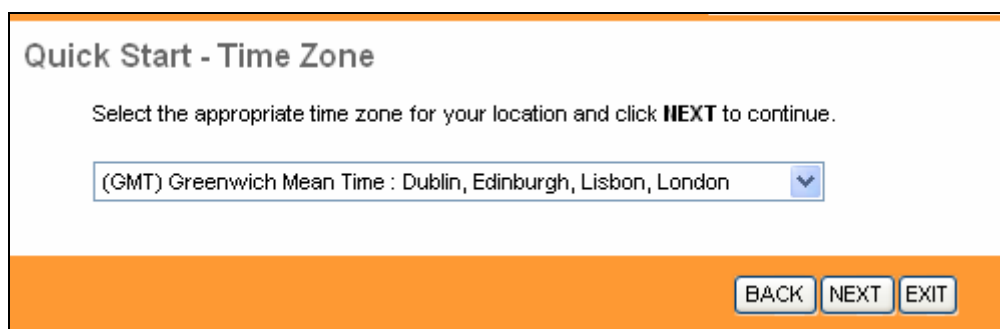 Quick Start - Time Zone
Select the appropriate time zone for your location and click NEXT to continue.
(GMT) Greenwich Mean Time : Dublin, Edinburgh, Lisbon, London
BACK NEXT EXIT